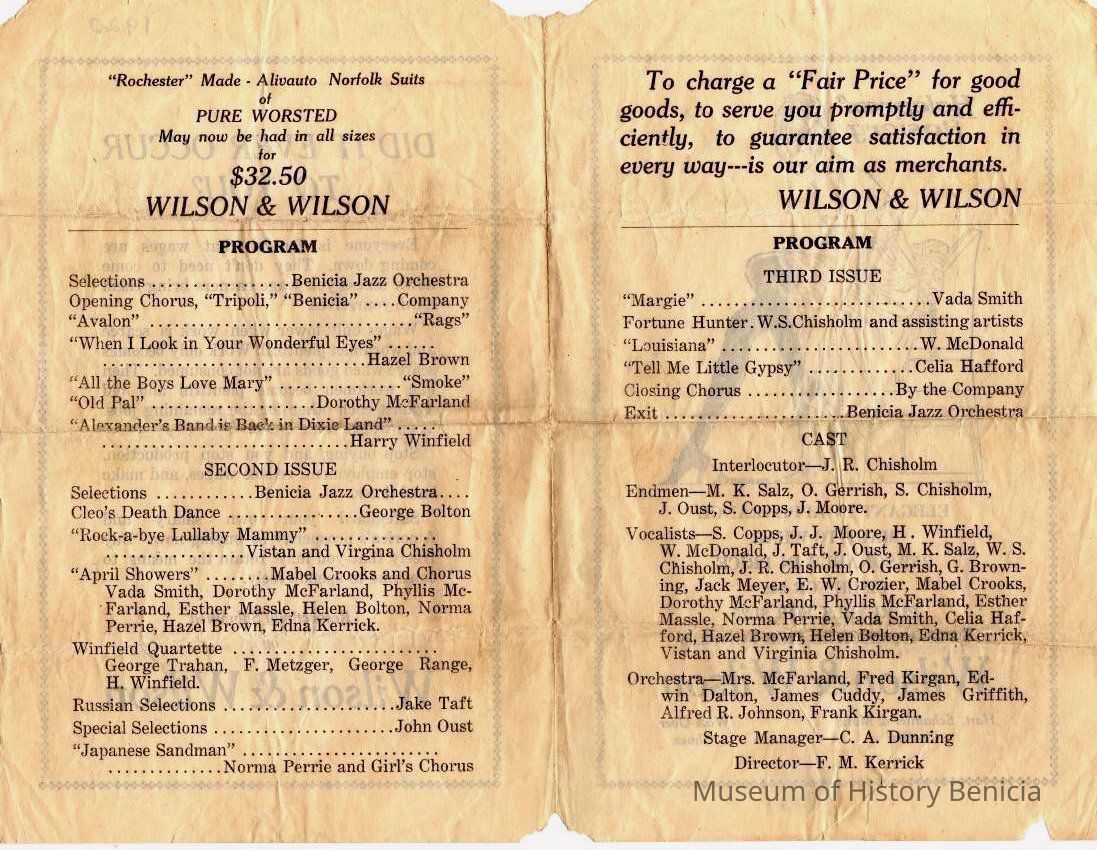 "Rochester" Made - Alivauto Norfolk Suits
of
PURE WORSTED
May now be had in all sizes
for
$32.50
WILSON & WILSON
PROGRAM
Selections .................Benicia Jazz Orchestra
Opening Chorus, "Tripoli," "Benicia" ....Company
"Avalon" ................................"Rags"
"When I Look in Your Wonderful Eyes" ......
................................Hazel Brown
"All the Boys Love Mary" ..............."Smoke"
"Old Pal" ....................Dorothy McFarland
"Alexander's Band is Back in Dixie Land" .....
..............................Harry Winfield
SECOND ISSUE
Selections ............Benicia Jazz Orchestra....
Cleo's Death Dance ................George Bolton
"Rock-a-bye Lullaby Mammy" ...............
.................Vistan and Virgina Chisholm
"April Showers" ........Mabel Crooks and Chorus
Vada Smith, Dorothy McFarland, Phyllis Mc-
Farland, Esther Massle, Helen Bolton, Norma
Perrie, Hazel Brown, Edna Kerrick.
Winfield Quartette .........................
George Trahan, F. Metzger, George Range,
H. Winfield.
Russian Selections .....................Jake Taft
Special Selections ......................John Oust
"Japanese Sandman" ........................
..............Norma Perrie and Girl's Chorus
To charge a "Fair Price" for good
goods, to serve you promptly and effi-
ciently, to guarantee satisfaction in
every way---is our aim as merchants.
WILSON & WILSON
PROGRAM
THIRD ISSUE
"Margie" ............................Vada Smith
Fortune Hunter.W.S.Chisholm and assisting artists
"Louisiana" ........................W. McDonald
"Tell Me Little Gypsy" .............Celia Hafford
Closing Chorus ..................By the Company
Exit ......................Benicia Jazz Orchestra
CAST
Interlocutor—J. R. Chisholm
Endmen—M. K. Salz, O. Gerrish, S. Chisholm,
J. Oust, S. Copps, J. Moore.
Vocalists—S. Copps, J. J. Moore, H. Winfield,
W. McDonald, J. Taft, J. Oust, M. K. Salz, W. S.
Chisholm, J. R. Chisholm, O. Gerrish, G. Brown-
ing, Jack Meyer, E. W. Crozier, Mabel Crooks,
Dorothy McFarland, Phyllis McFarland, Esther
Massle, Norma Perrie, Vada Smith, Celia Haf-
ford, Hazel Brown, Helen Bolton, Edna Kerrick,
Vistan and Virginia Chisholm.
Orchestra—Mrs. McFarland, Fred Kirgan, Ed-
win Dalton, James Cuddy, James Griffith,
Alfred R. Johnson, Frank Kirgan.
Stage Manager—C. A. Dunning
Director—F. M. Kerrick
Museum of History Benicia